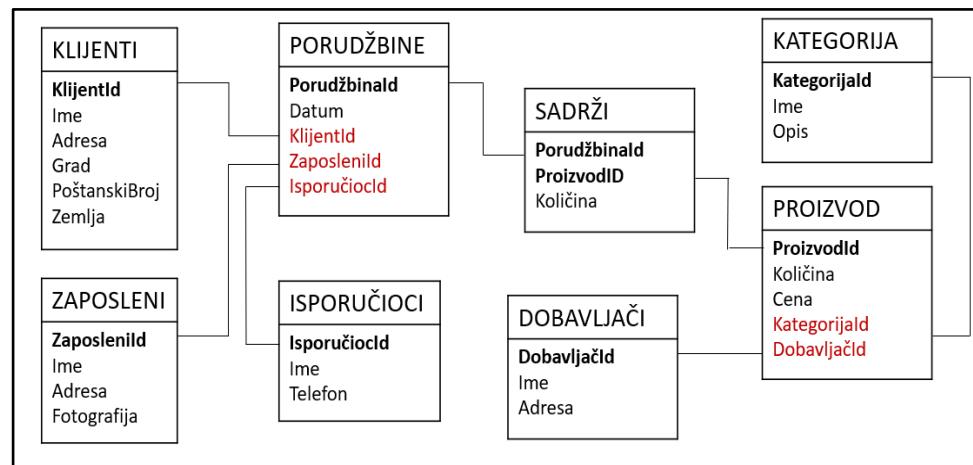 KLIJENTI
KlijentId
Ime
Adresa
Grad
PoštanskiBroj
Zemlja
PORUDŽBINE
PorudžbinaId
Datum
KlijentId
ZaposleniId
IsporučiocId
SADRŽI
PorudžbinaId
ProizvodID
Količina
KATEGORIJA
KategorijaId
Ime
Opis
PROIZVOD
ProizvodId
Količina
Cena
KategorijaId
DobavljačId
ZAPOSLENI
ZaposleniId
Ime
Adresa
Fotografija
ISPORUČIOCI
IsporučiocId
Ime
Telefon
DOBAVLJAČI
DobavljačId
Ime
Adresa